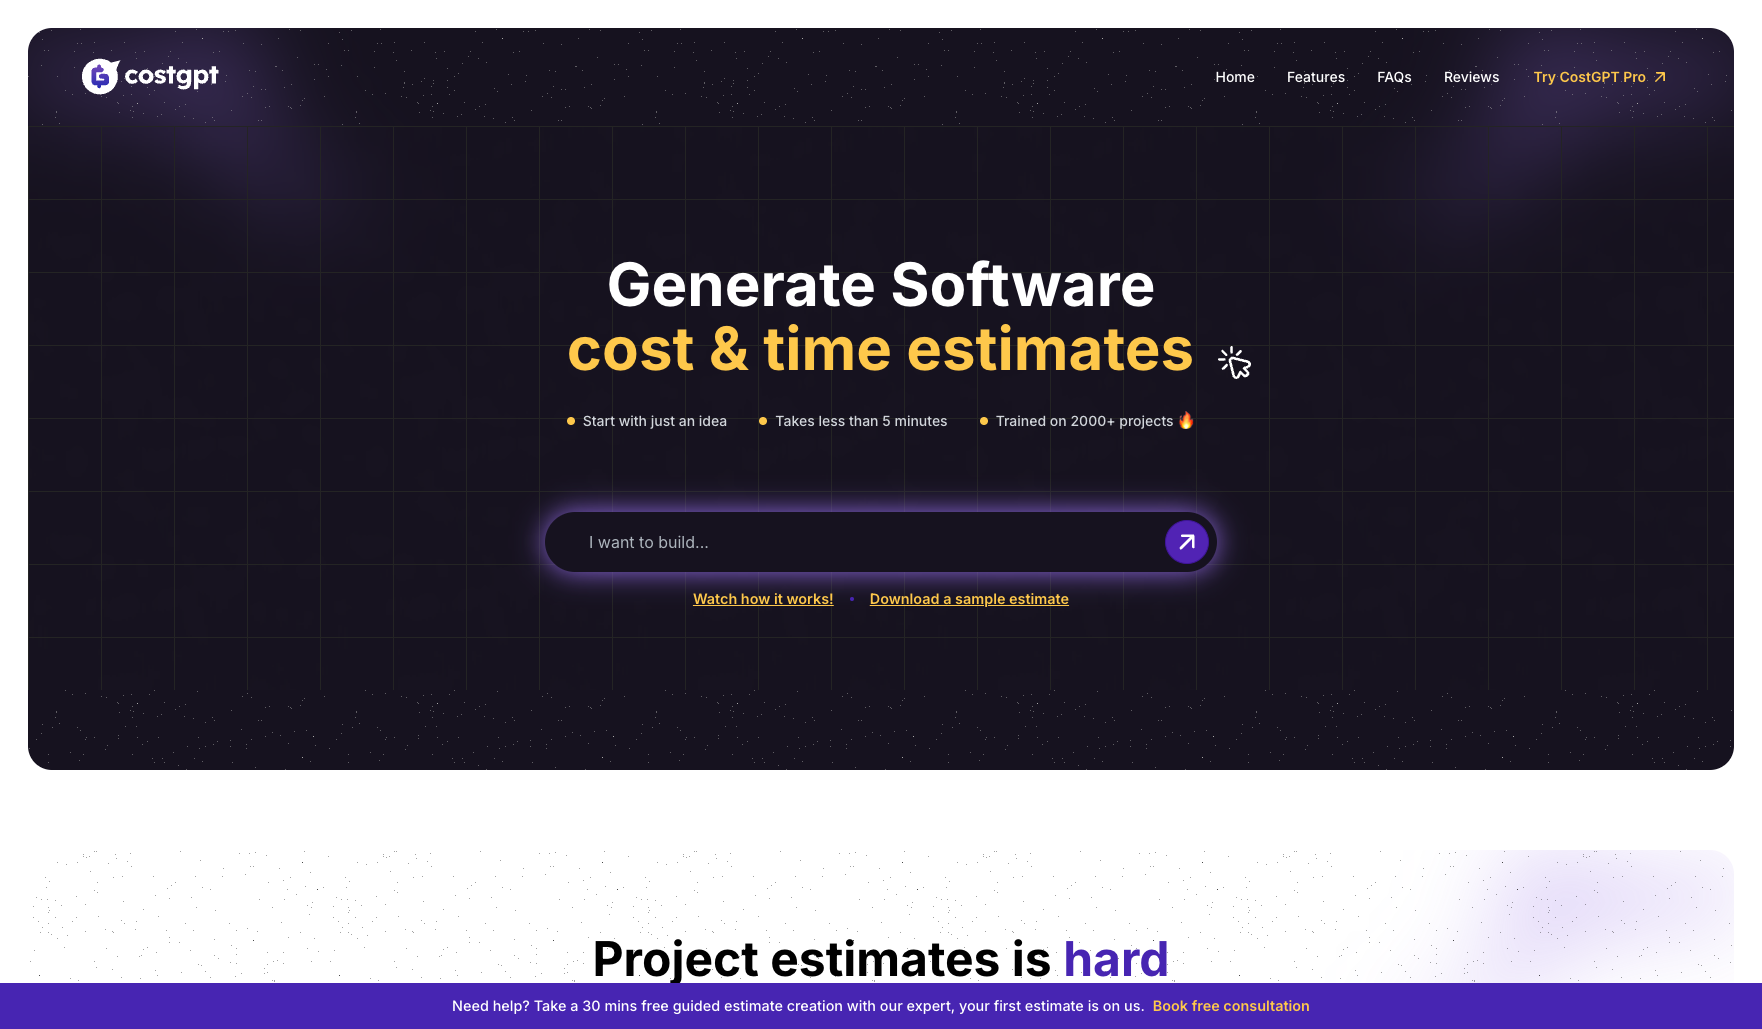 costgpt
Home Features FAQs Reviews Try CostGPT Pro
Generate Software
cost & time estimates
Start with just an idea Takes less than 5 minutes Trained on 2000+ projects 🔥
I want to build...
Watch how it works! • Download a sample estimate
Project estimates is hard
Need help? Take a 30 mins free guided estimate creation with our expert, your first estimate is on us. Book free consultation